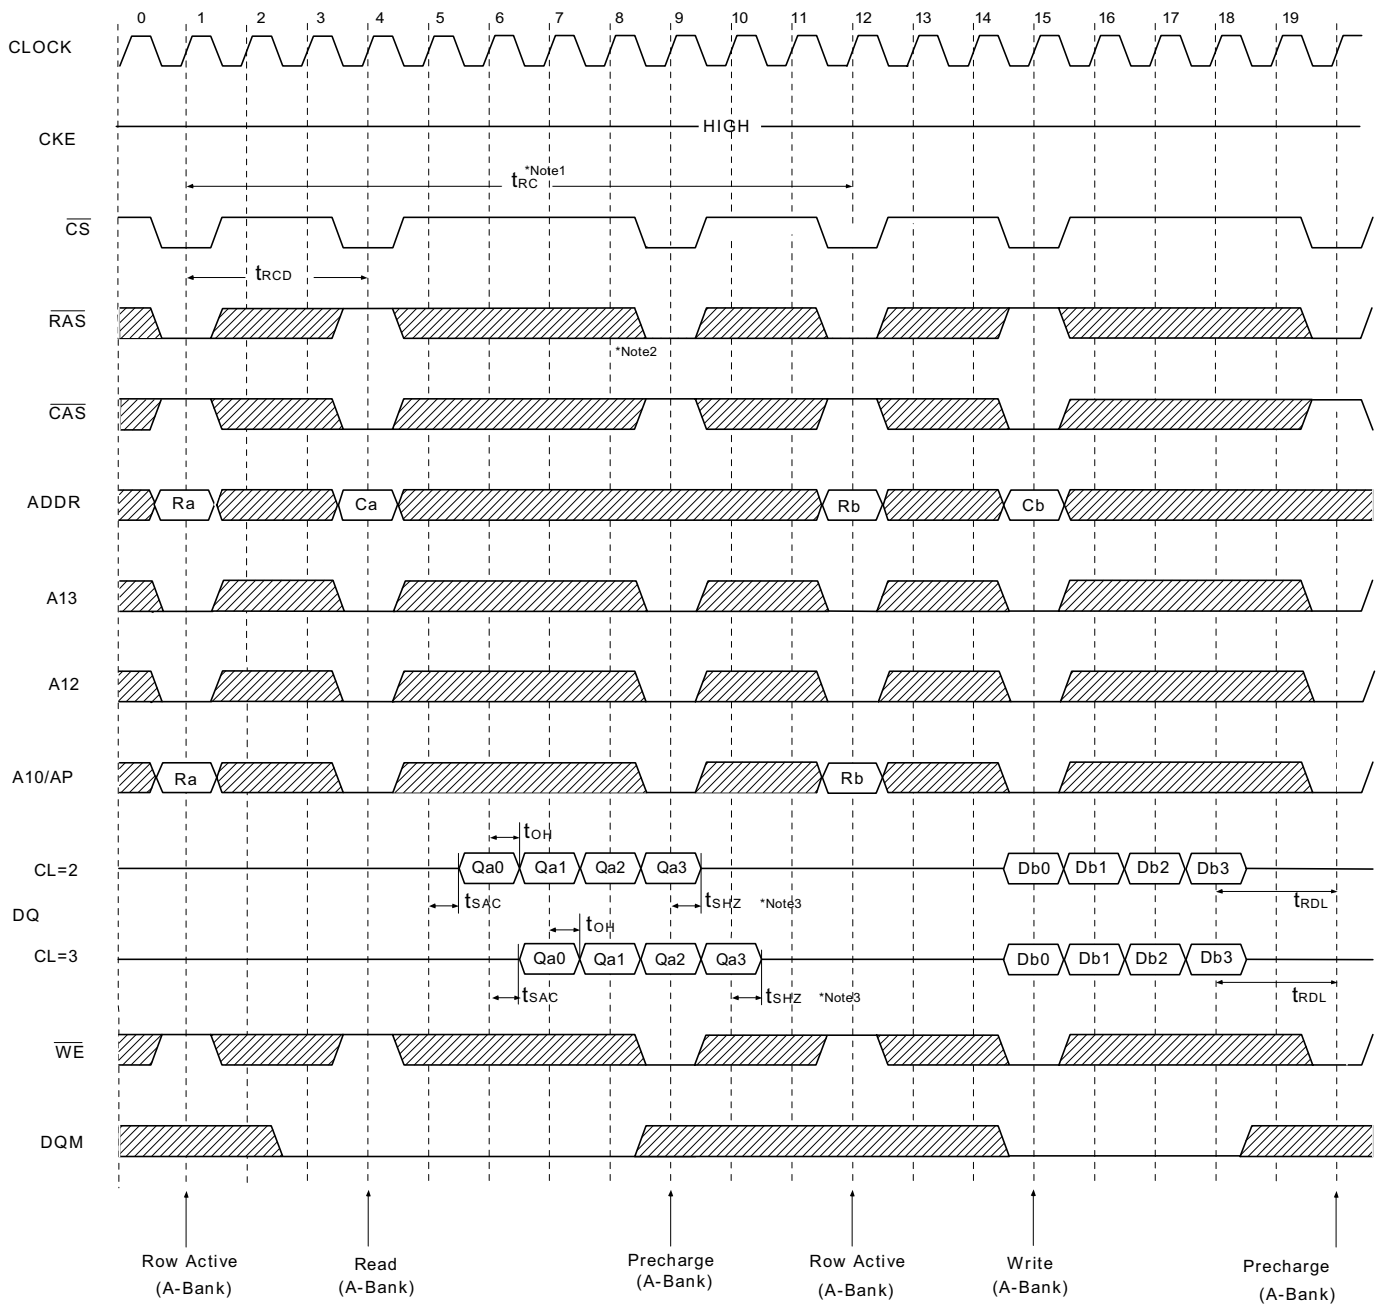 0 1 2 3 4 5 6 7 8 9 10 11 12 13 14 15 16 17 18 19
CLOCK
CKE HIGH
tRC *Note1
CS
tRCD
RAS
*Note2
CAS
ADDR Ra Ca Rb Cb
A13
A12
A10/AP Ra Rb
tOH
CL=2 Qa0 Qa1 Qa2 Qa3 Db0 Db1 Db2 Db3
tSAC tSHZ *Note3 tRDL
DQ
tOH
CL=3 Qa0 Qa1 Qa2 Qa3 Db0 Db1 Db2 Db3
tSAC tSHZ *Note3 tRDL
WE
DQM
Row Active (A-Bank)
Read (A-Bank)
Precharge (A-Bank)
Row Active (A-Bank)
Write (A-Bank)
Precharge (A-Bank)